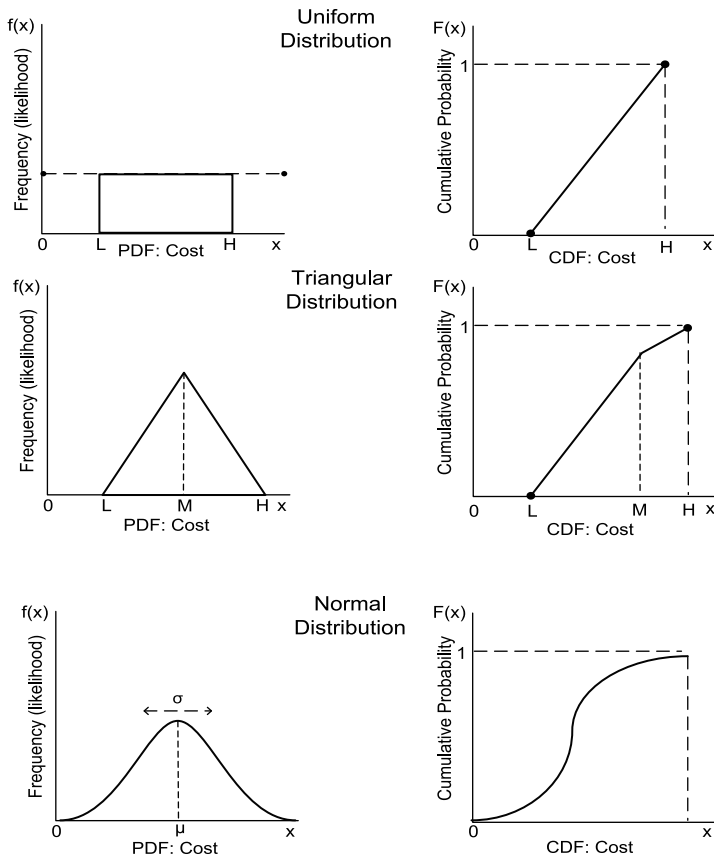 Uniform
Distribution
f(x)
Frequency (likelihood)
0
L
H
x
PDF: Cost
F(x)
Cumulative Probability
1
0
L
H
x
CDF: Cost
Triangular
Distribution
f(x)
Frequency (likelihood)
0
L
M
H
x
PDF: Cost
F(x)
Cumulative Probability
1
0
L
M
H
x
CDF: Cost
Normal
Distribution
f(x)
Frequency (likelihood)
σ
0
μ
x
PDF: Cost
F(x)
Cumulative Probability
1
0
x
CDF: Cost